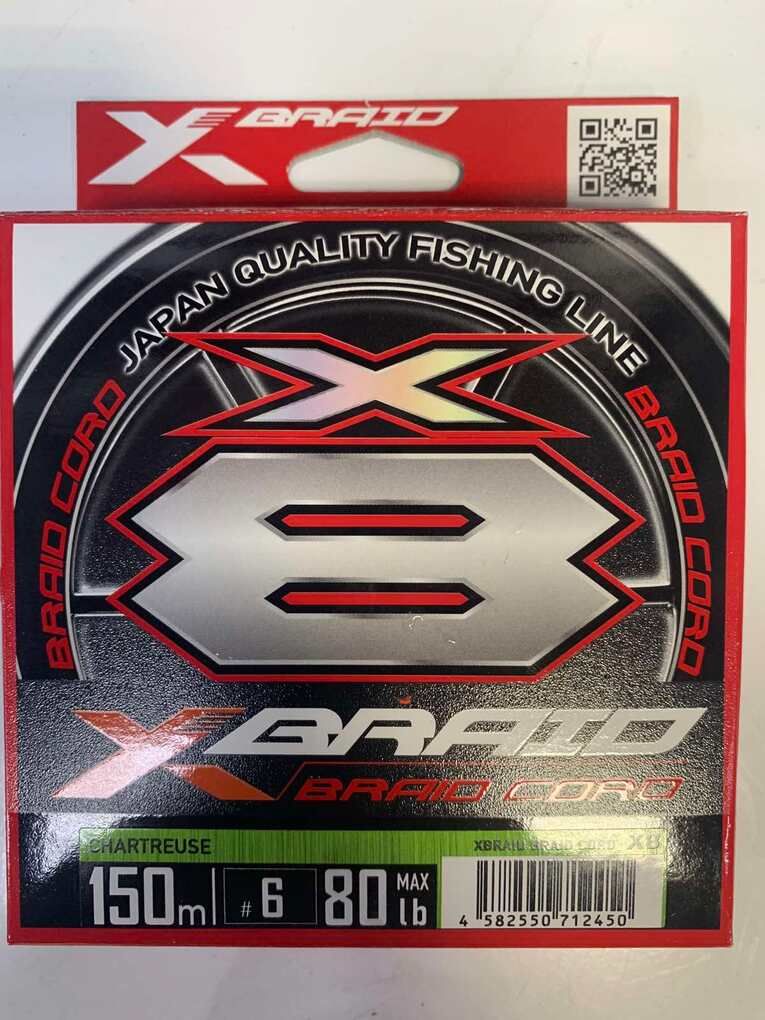 X BRAID
JAPAN QUALITY FISHING LINE
BRAID CORD
BRAID CORD
X
8
XBRAID
BRAID CORD
CHARTREUSE
XBRAID BRAID CORD X8
150m
#6
80 MAX lb
4 582550 712450